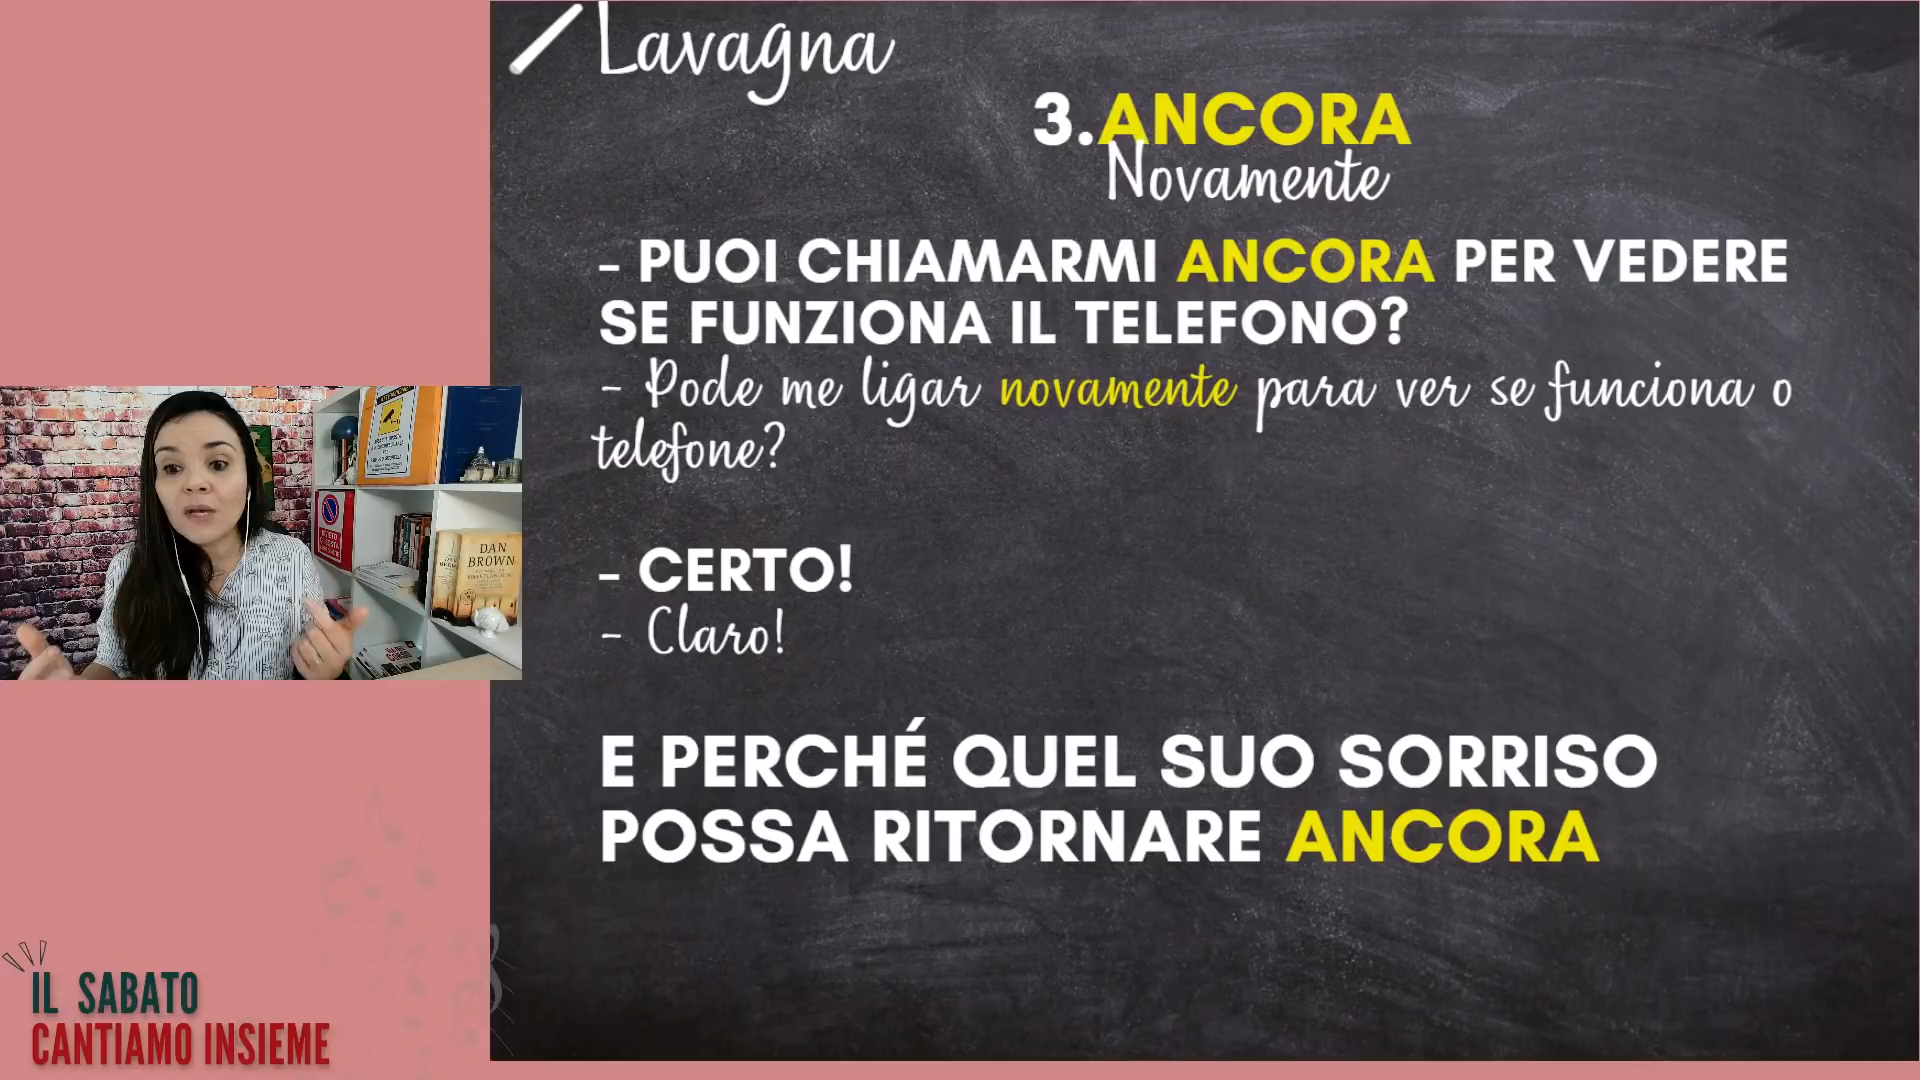 Lavagna
3.ANCORA
Novamente
- PUOI CHIAMARMI ANCORA PER VEDERE
SE FUNZIONA IL TELEFONO?
- Pode me ligar novamente para ver se funciona o
telefone?
- CERTO!
- Claro!
E PERCHÉ QUEL SUO SORRISO
POSSA RITORNARE ANCORA
DAN
BROWN
IL SABATO
CANTIAMO INSIEME